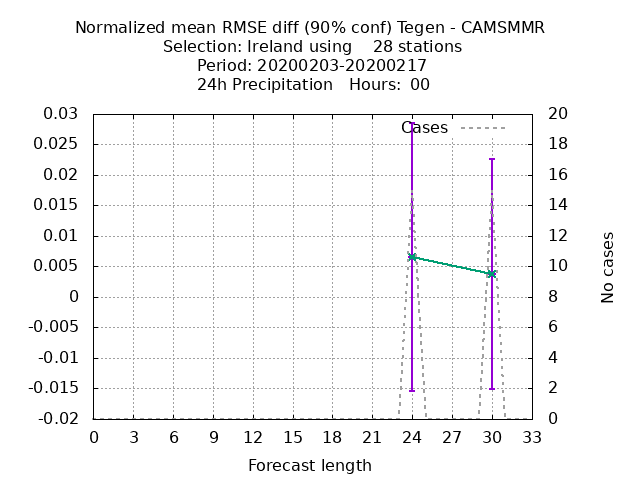 Normalized mean RMSE diff (90% conf) Tegen - CAMSMMR
Selection: Ireland using    28 stations
Period: 20200203-20200217
24h Precipitation   Hours:  00
Cases
0.03
0.025
0.02
0.015
0.01
0.005
0
-0.005
-0.01
-0.015
-0.02
20
18
16
14
12
10
8
6
4
2
0
No cases
0 3 6 9 12 15 18 21 24 27 30 33
Forecast length